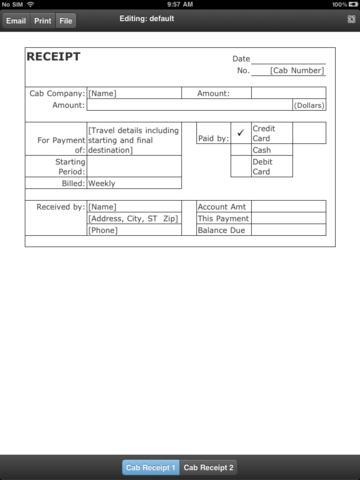 No SIM 9:57 AM 100%
Email Print File Editing: default
RECEIPT
Date
No. [Cab Number]
Cab Company: [Name] Amount:
Amount: (Dollars)
For Payment of: [Travel details including starting and final destination]
Paid by: ✓ Credit Card
Cash
Debit Card
Starting Period:
Billed: Weekly
Received by: [Name] Account Amt
[Address, City, ST Zip] This Payment
[Phone] Balance Due
Cab Receipt 1 Cab Receipt 2